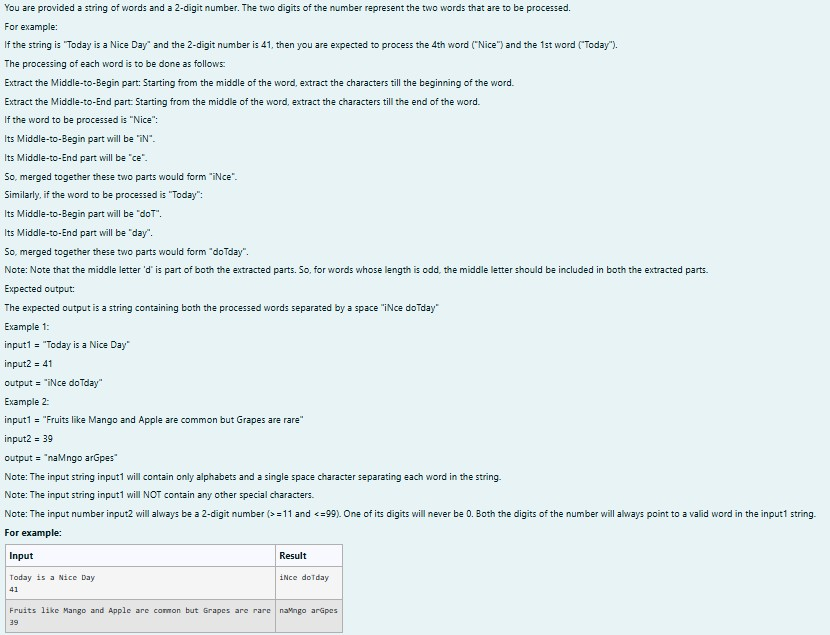 You are provided a string of words and a 2-digit number. The two digits of the number represent the two words that are to be processed.
For example:
If the string is "Today is a Nice Day" and the 2-digit number is 41, then you are expected to process the 4th word ("Nice") and the 1st word ("Today").
The processing of each word is to be done as follows:
Extract the Middle-to-Begin part: Starting from the middle of the word, extract the characters till the beginning of the word.
Extract the Middle-to-End part: Starting from the middle of the word, extract the characters till the end of the word.
If the word to be processed is "Nice":
Its Middle-to-Begin part will be "iN".
Its Middle-to-End part will be "ce".
So, merged together these two parts would form "iNce".
Similarly, if the word to be processed is "Today":
Its Middle-to-Begin part will be "doT".
Its Middle-to-End part will be "day".
So, merged together these two parts would form "doTday".
Note: Note that the middle letter 'd' is part of both the extracted parts. So, for words whose length is odd, the middle letter should be included in both the extracted parts.
Expected output:
The expected output is a string containing both the processed words separated by a space "iNce doTday"
Example 1:
input1 = "Today is a Nice Day"
input2 = 41
output = "iNce doTday"
Example 2:
input1 = "Fruits like Mango and Apple are common but Grapes are rare"
input2 = 39
output = "naMngo arGpes"
Note: The input string input1 will contain only alphabets and a single space character separating each word in the string.
Note: The input string input1 will NOT contain any other special characters.
Note: The input number input2 will always be a 2-digit number (>=11 and <=99). One of its digits will never be 0. Both the digits of the number will always point to a valid word in the input1 string.
For example:
Input Result
Today is a Nice Day iNce doTday
41
Fruits like Mango and Apple are common but Grapes are rare naMngo arGpes
39